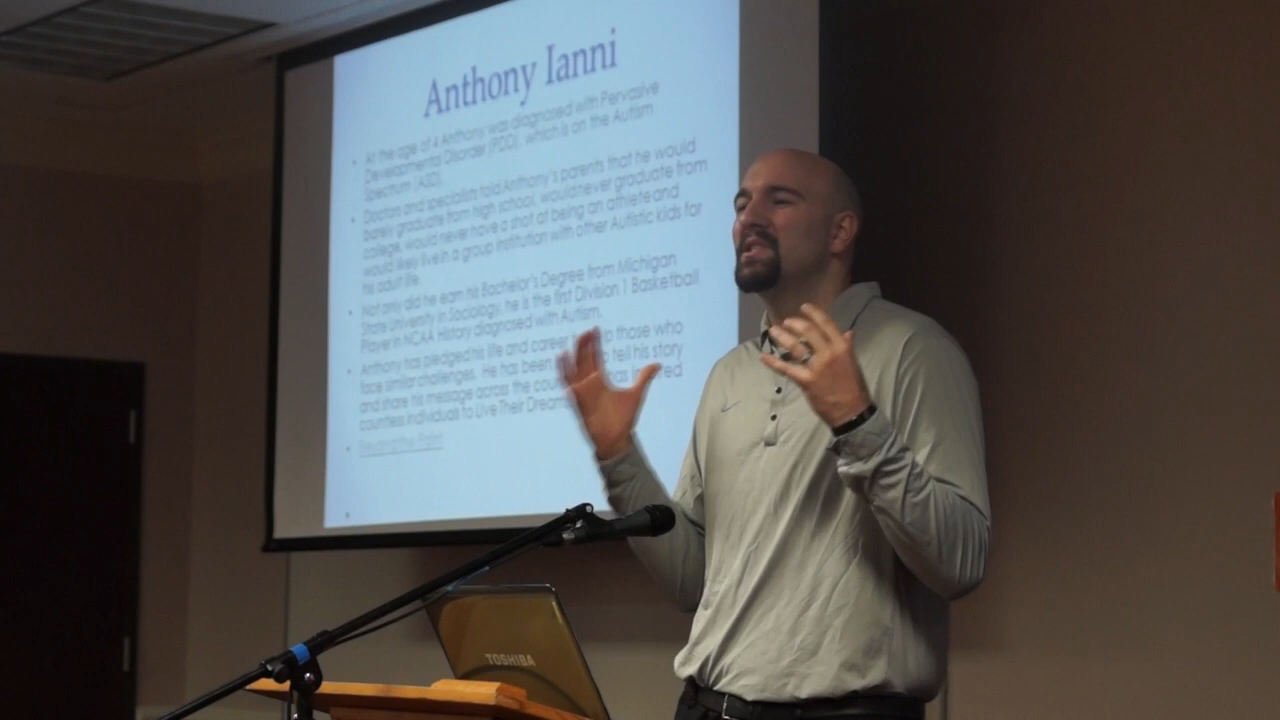 Anthony Ianni
At the age of 4 Anthony was diagnosed with Pervasive
Developmental Disorder (PDD), which is on the Autism
Spectrum (ASD).
Doctors and specialists told Anthony's parents that he would
barely graduate from high school, would never graduate from
college, would never have a shot at being an athlete and
would likely live in a group institution with other Autistic kids for
his adult life.
Not only did he earn his Bachelor's Degree from Michigan
State University in Sociology, he is the first Division 1 Basketball
Player in NCAA History diagnosed with Autism.
Anthony has pledged his life and career those who
face similar challenges. He has been tell his story
and share his message across the
countless individuals to Live Their
TOSHIBA